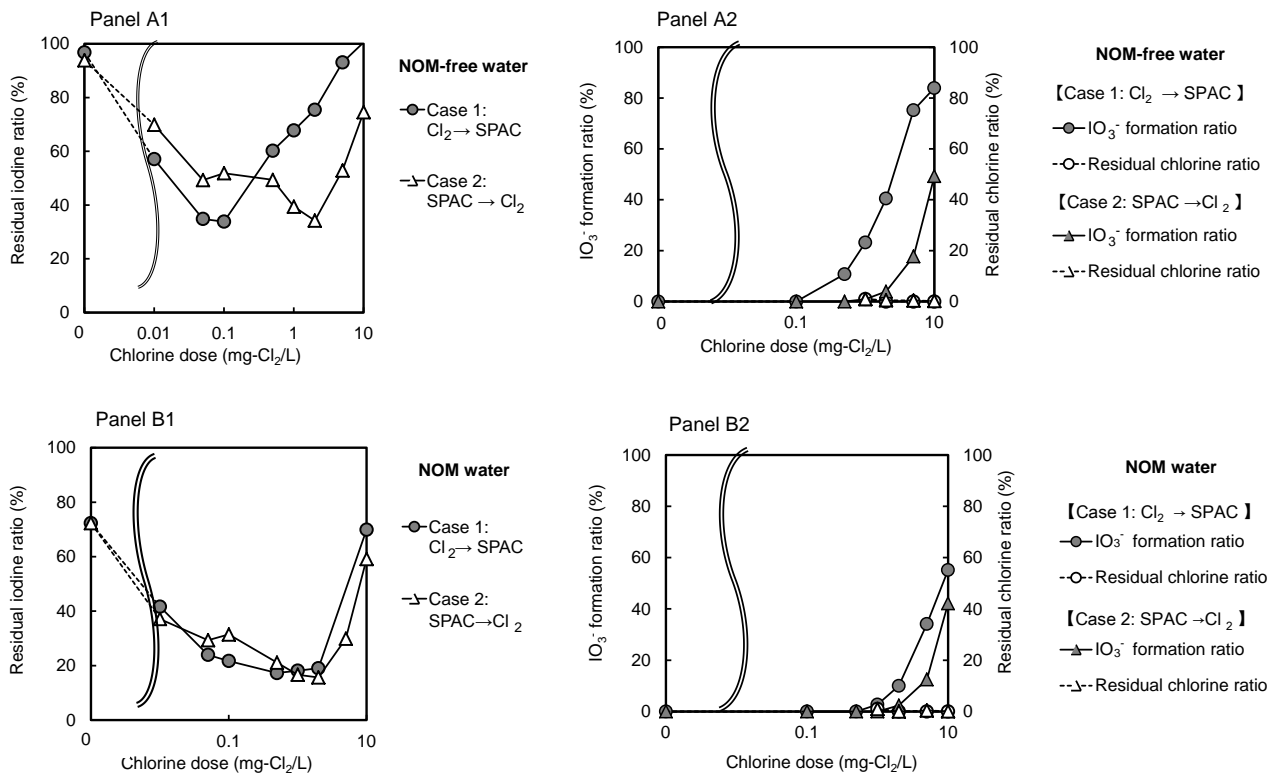 Panel A1
100
80
60
40
20
0
0
0.01
0.1
1
10
Residual iodine ratio (%)
Chlorine dose (mg-Cl₂/L)
NOM-free water
Case 1:
Cl₂→ SPAC
Case 2:
SPAC → Cl₂
Panel A2
100
80
60
40
20
0
100
80
60
40
20
0
0
0.1
10
IO₃⁻ formation ratio (%)
Residual chlorine ratio (%)
Chlorine dose (mg-Cl₂/L)
NOM-free water
【Case 1: Cl₂ → SPAC 】
IO₃⁻ formation ratio
Residual chlorine ratio
【Case 2: SPAC →Cl ₂ 】
IO₃⁻ formation ratio
Residual chlorine ratio
Panel B1
100
80
60
40
20
0
0
0.1
10
Residual iodine ratio (%)
Chlorine dose (mg-Cl₂/L)
NOM water
Case 1:
Cl₂→ SPAC
Case 2:
SPAC→Cl ₂
Panel B2
100
80
60
40
20
0
100
80
60
40
20
0
0
0.1
10
IO₃⁻ formation ratio (%)
Residual chlorine ratio (%)
Chlorine dose (mg-Cl₂/L)
NOM water
【Case 1: Cl₂ → SPAC 】
IO₃⁻ formation ratio
Residual chlorine ratio
【Case 2: SPAC →Cl ₂ 】
IO₃⁻ formation ratio
Residual chlorine ratio